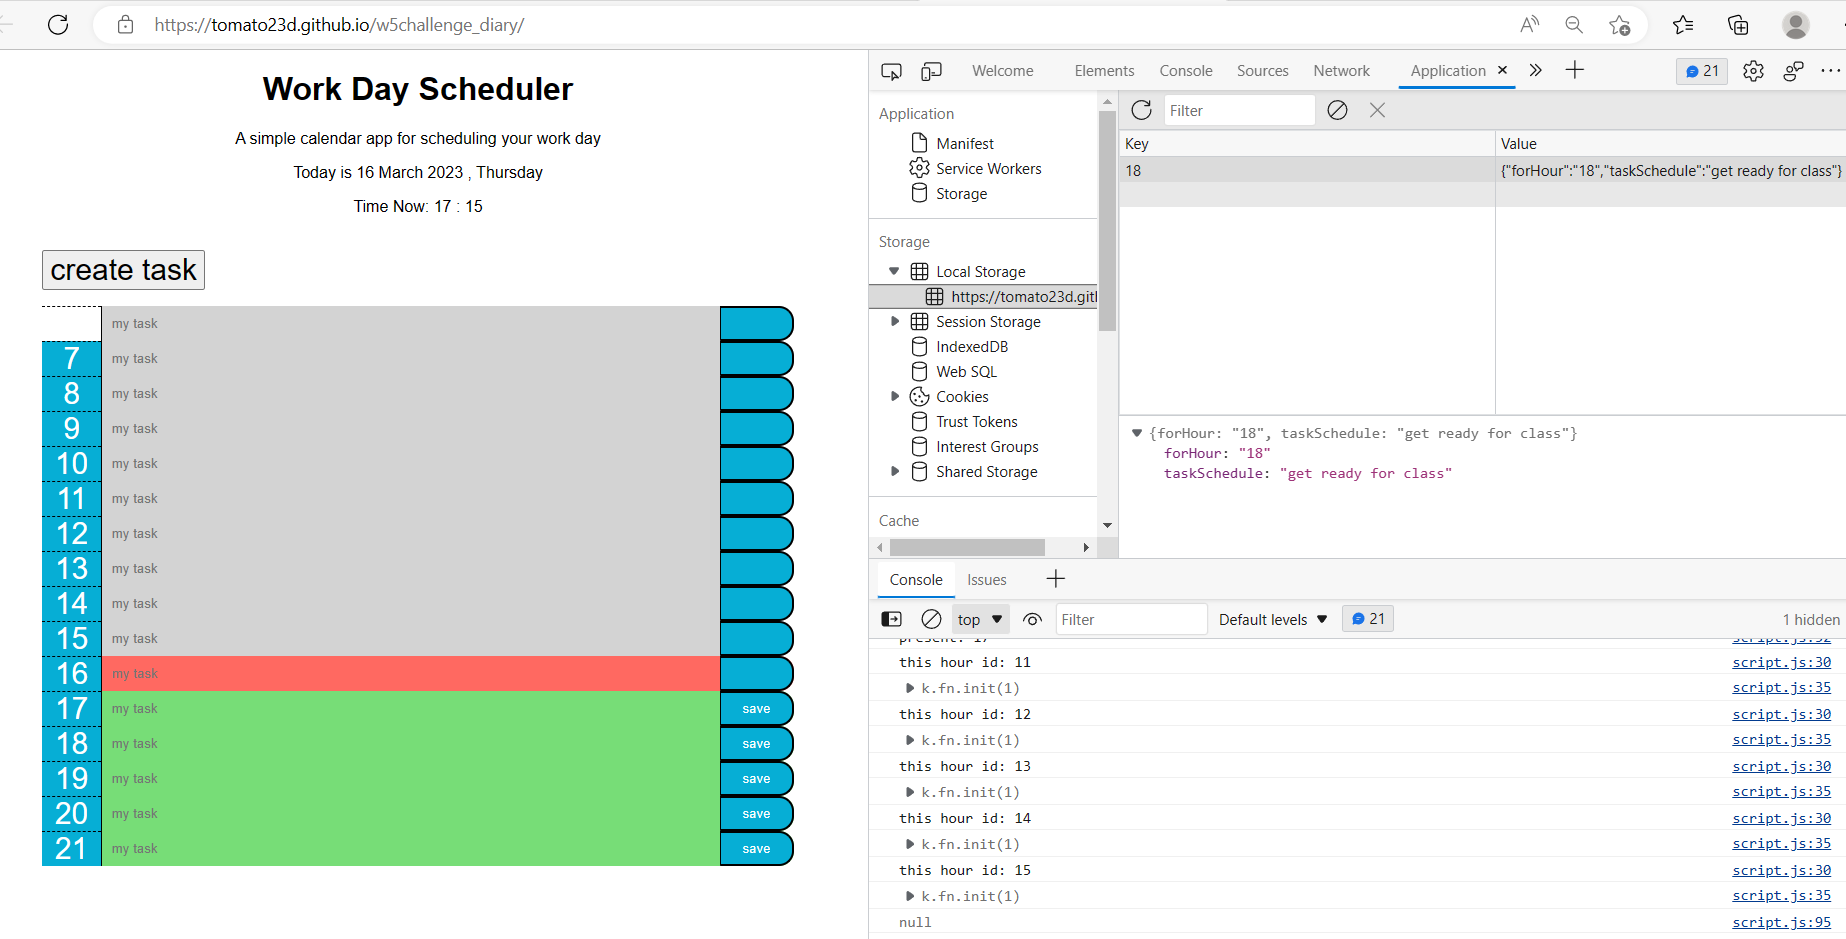 https://tomato23d.github.io/w5challenge_diary/
Work Day Scheduler
A simple calendar app for scheduling your work day
Today is 16 March 2023 , Thursday
Time Now: 17 : 15
create task
my task
7 my task
8 my task
9 my task
10 my task
11 my task
12 my task
13 my task
14 my task
15 my task
16 my task
17 my task save
18 my task save
19 my task save
20 my task save
21 my task save
Welcome Elements Console Sources Network Application 21
Application
Manifest
Service Workers
Storage
Storage
Local Storage
https://tomato23d.gitl
Session Storage
IndexedDB
Web SQL
Cookies
Trust Tokens
Interest Groups
Shared Storage
Cache
Filter
Key Value
18 {"forHour":"18","taskSchedule":"get ready for class"}
{forHour: "18", taskSchedule: "get ready for class"}
forHour: "18"
taskSchedule: "get ready for class"
Console Issues
top Filter Default levels 21 1 hidden
present: 17 script.js:32
this hour id: 11 script.js:30
k.fn.init(1) script.js:35
this hour id: 12 script.js:30
k.fn.init(1) script.js:35
this hour id: 13 script.js:30
k.fn.init(1) script.js:35
this hour id: 14 script.js:30
k.fn.init(1) script.js:35
this hour id: 15 script.js:30
k.fn.init(1) script.js:35
null script.js:95